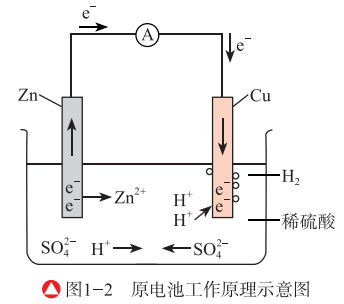 e⁻
A
e⁻
Zn
Cu
e⁻
e⁻
Zn²⁺
H⁺
H⁺
e⁻
e⁻
H₂
稀硫酸
SO₄²⁻ H⁺ SO₄²⁻
图1-2 原电池工作原理示意图